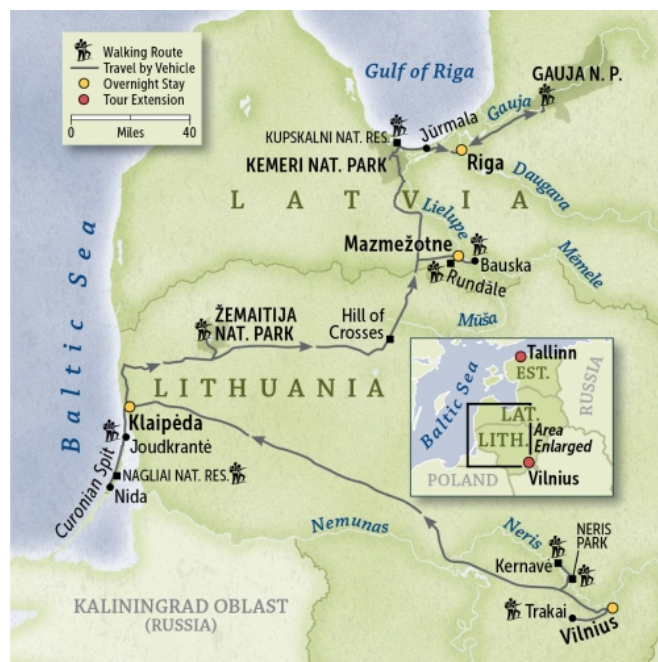 Walking Route
Travel by Vehicle
Overnight Stay
Tour Extension
0 Miles 40
Gulf of Riga
GAUJA N. P.
Gauja
KUPSKALNI NAT. RES.
Jūrmala
KEMERI NAT. PARK
Riga
Daugava
LATVIA
Lielupe
Mazmežotne
Bauska
Rundāle
Mēmele
Baltic Sea
ŽEMAITIJA
NAT. PARK
Hill of
Crosses
Mūša
LITHUANIA
Klaipėda
Joudkrantė
NAGLIAI NAT. RES.
Nida
Curonian Spit
Tallinn
EST.
RUSSIA
Baltic Sea
LAT.
LITH.
Area
Enlarged
Vilnius
POLAND
Nemunas
Neris
NERIS
PARK
Kernavė
Trakai
Vilnius
KALININGRAD OBLAST
(RUSSIA)